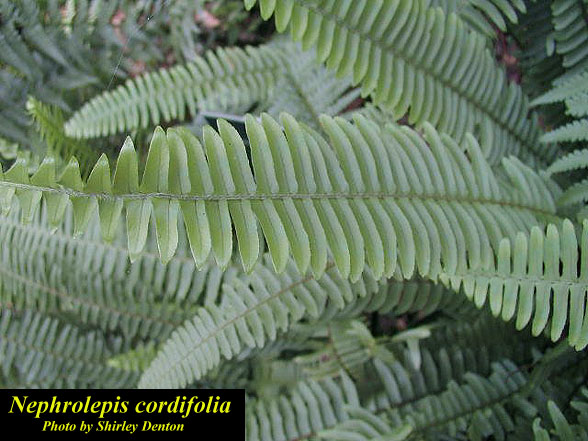 Nephrolepis cordifolia
Photo by Shirley Denton